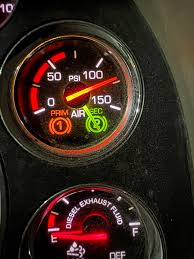 50 PSI 100
0 150
PRIM AIR SEC
1 2
DIESEL EXHAUST FLUID
E F
DEF